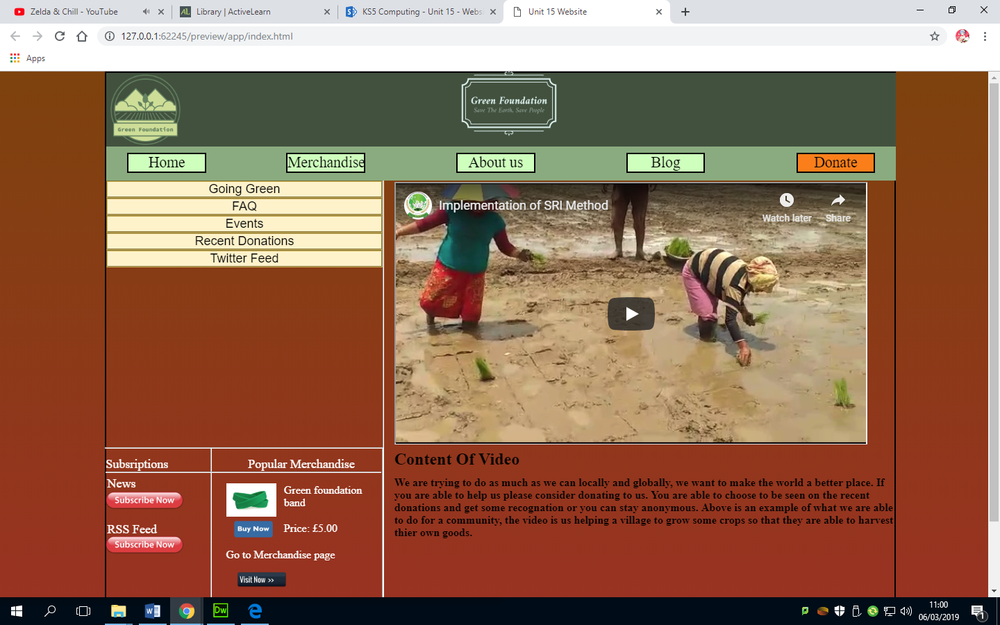 Zelda & Chill - YouTube
Library | ActiveLearn
KS5 Computing - Unit 15 - Webs
Unit 15 Website
127.0.0.1:62245/preview/app/index.html
Apps
Green Foundation
Green Foundation
Save The Earth, Save People
Home
Merchandise
About us
Blog
Donate
Going Green
FAQ
Events
Recent Donations
Twitter Feed
Implementation of SRI Method
Watch later
Share
Subsriptions
Popular Merchandise
News
Subscribe Now
RSS Feed
Subscribe Now
Green foundation
band
Buy Now
Price: £5.00
Go to Merchandise page
Visit Now >>
Content Of Video
We are trying to do as much as we can locally and globally, we want to make the world a better place. If
you are able to help us please consider donating to us. You are able to choose to be seen on the recent
donations and get some recognation or you can stay anonymous. Above is an example of what we are able
to do for a community, the video is us helping a village to grow some crops so that they are able to harvest
thier own goods.
AL
W
Dw
11:00
06/03/2019
1